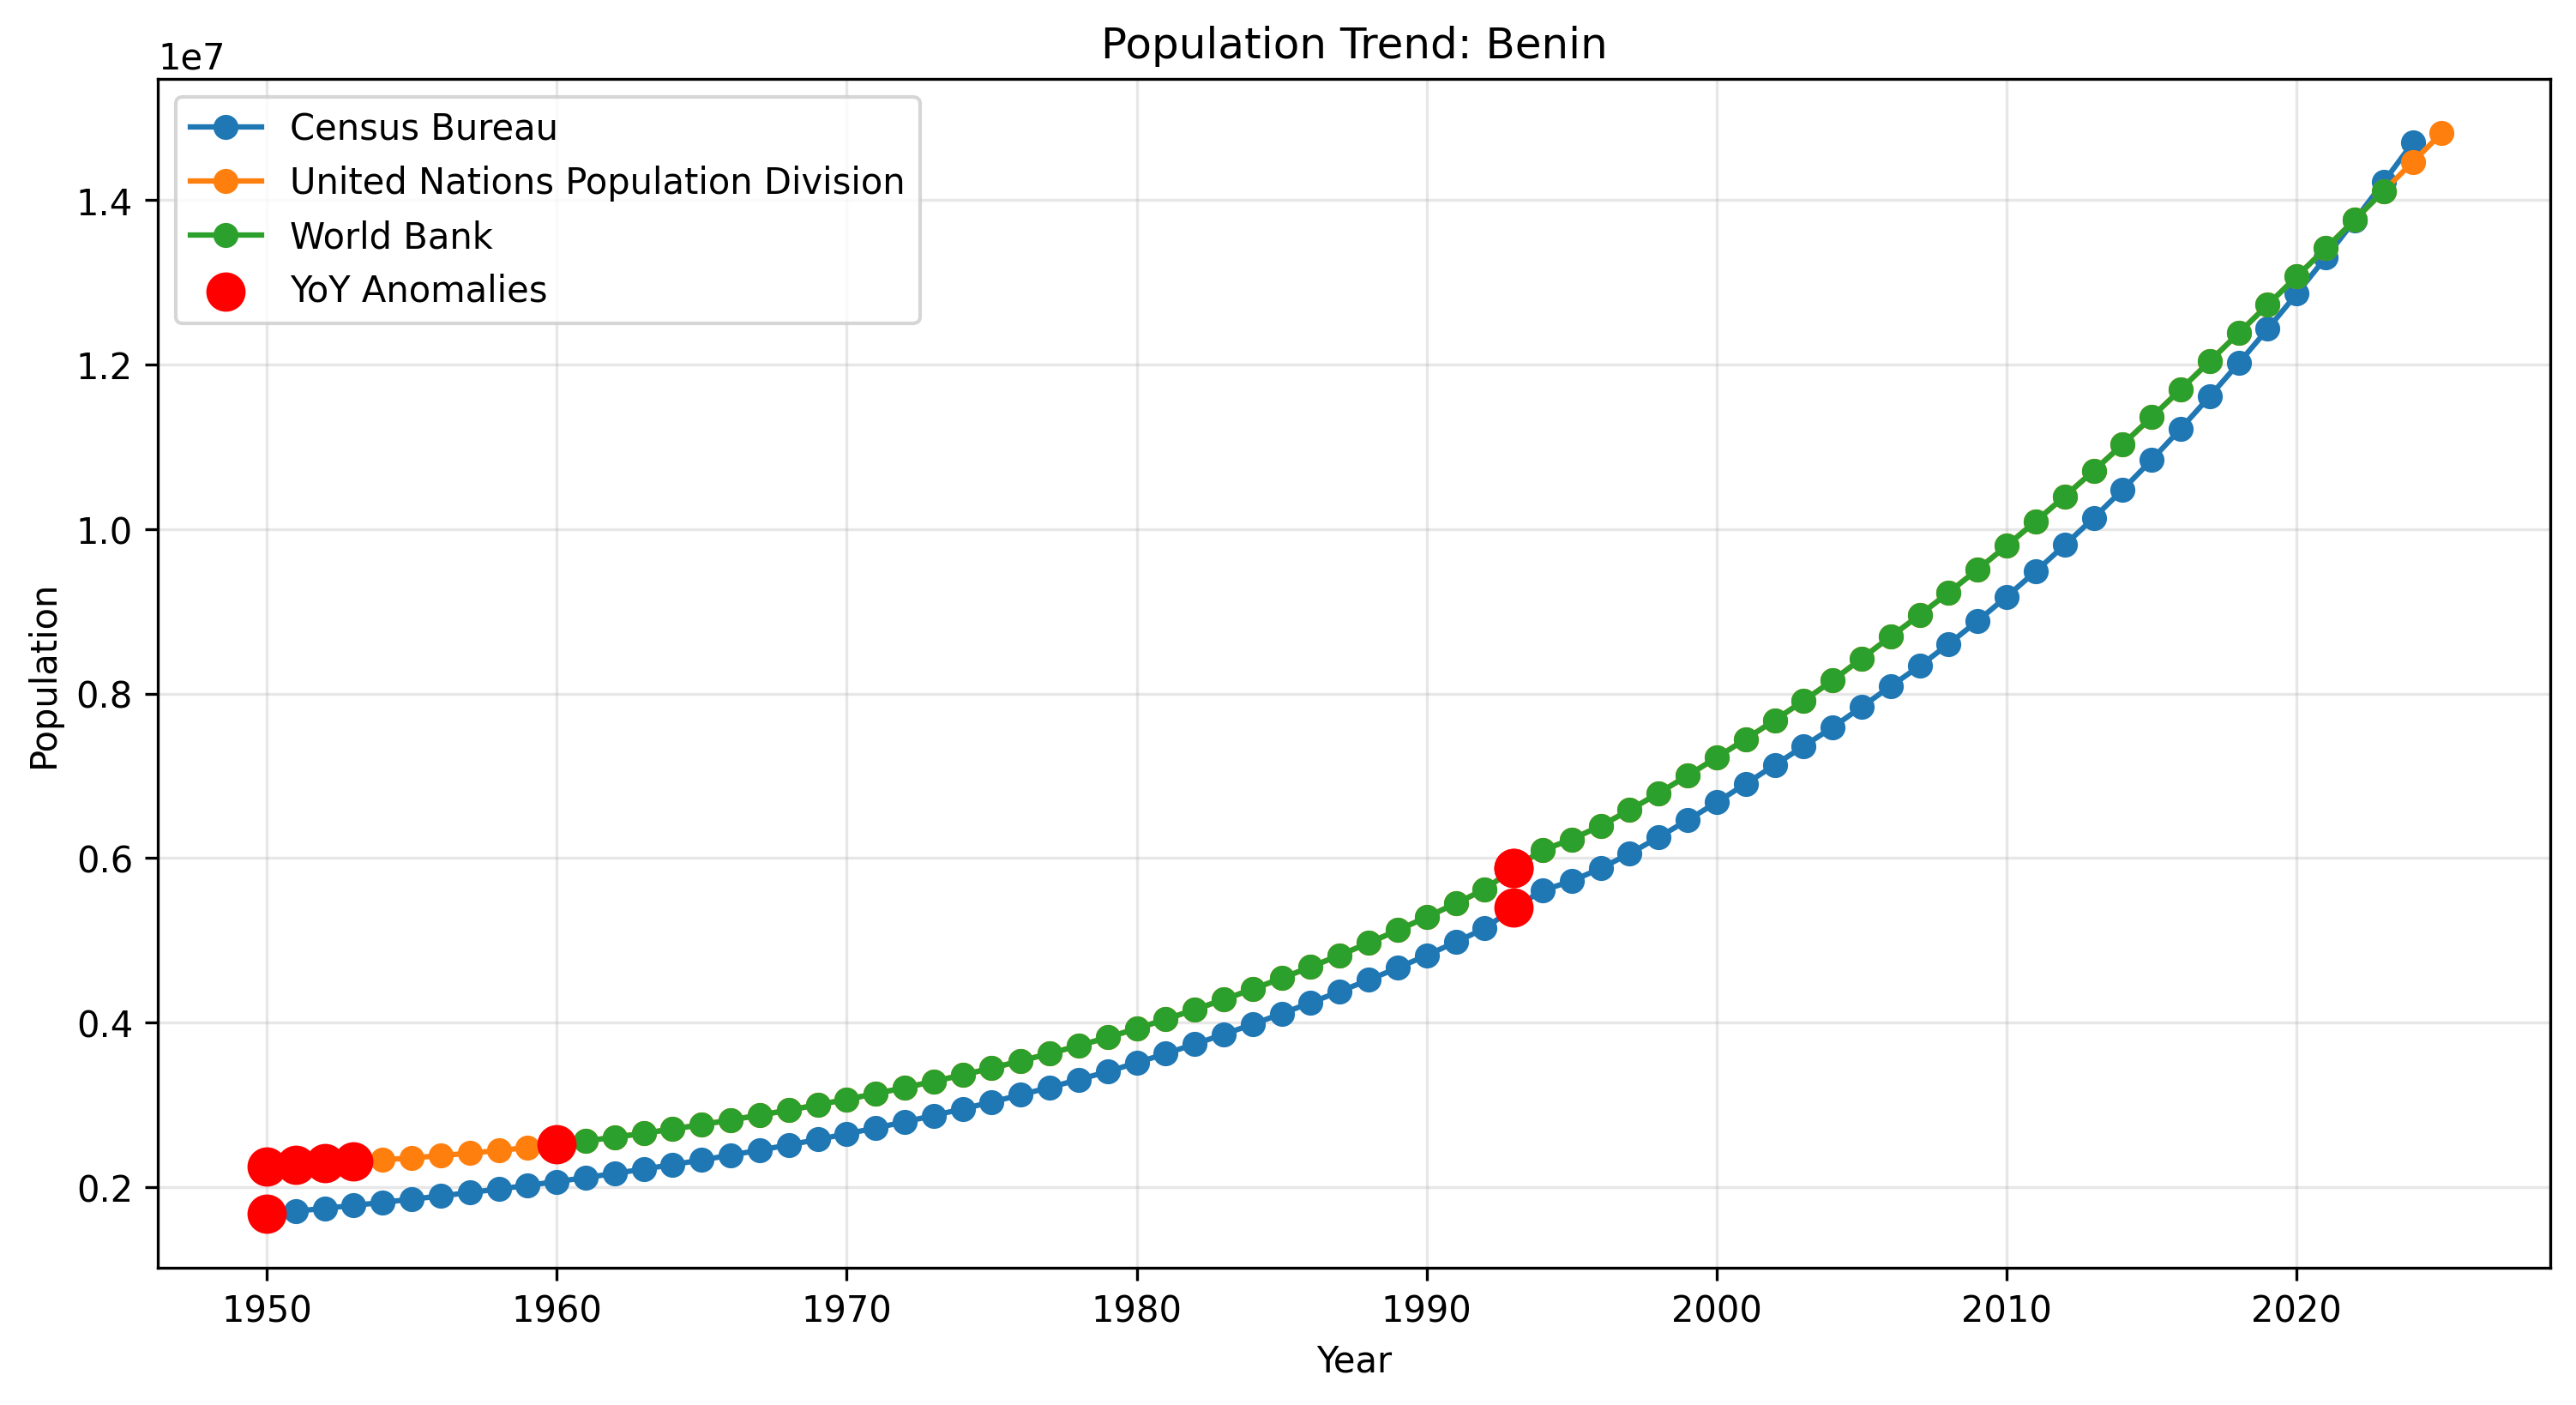 Population Trend: Benin
1e7
Census Bureau
United Nations Population Division
World Bank
YoY Anomalies
1.4
1.2
1.0
0.8
0.6
0.4
0.2
Population
1950 1960 1970 1980 1990 2000 2010 2020
Year